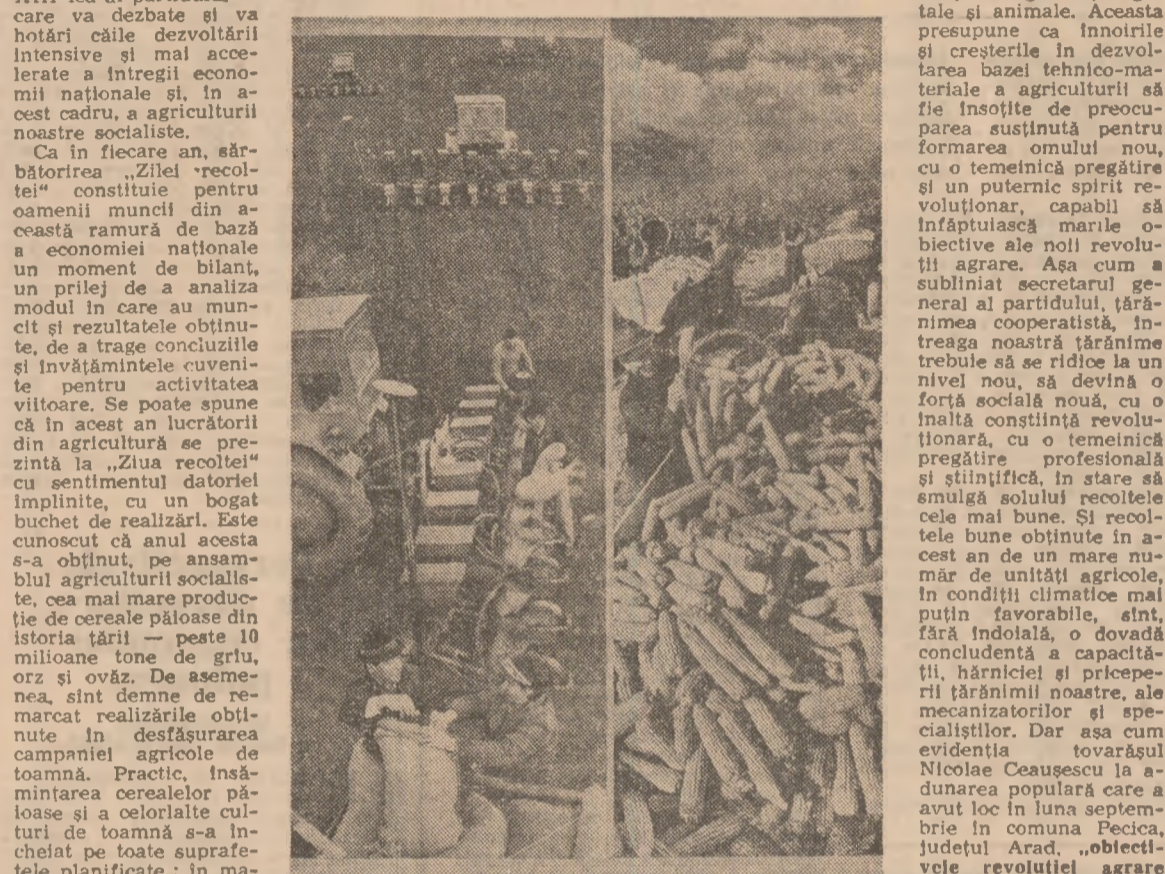 care va dezbate și va
hotărî căile dezvoltării
intensive și mai acce-
lerate a întregii econo-
mii naționale și, în a-
cest cadru, a agriculturii
noastre socialiste.
Ca în fiecare an, săr-
bătorirea „Zilei recol-
tei“ constituie pentru
oamenii muncii din a-
ceastă ramură de bază
a economiei naționale
un moment de bilanț,
un prilej de a analiza
modul în care au mun-
cit și rezultatele obținu-
te, de a trage concluziile
și învățămintele cuveni-
te pentru activitatea
viitoare. Se poate spune
că în acest an lucrătorii
din agricultură se pre-
zintă la „Ziua recoltei“
cu sentimentul datoriei
împlinite, cu un bogat
buchet de realizări. Este
cunoscut că anul acesta
s-a obținut, pe ansam-
blul agriculturii socialis-
te, cea mai mare produc-
ție de cereale păioase din
istoria țării — peste 10
milioane tone de grîu,
orz și ovăz. De aseme-
nea, sînt demne de re-
marcat realizările obți-
nute în desfășurarea
campaniei agricole de
toamnă. Practic, însă-
mînțarea cerealelor pă-
ioase și a celorlalte cul-
turi de toamnă s-a în-
cheiat pe toate suprafe-
țele planificate; în ma-
tale și animale. Aceasta
presupune ca înnoirile
și creșterile în dezvol-
tarea bazei tehnico-ma-
teriale a agriculturii să
fie însoțite de preocu-
parea susținută pentru
formarea omului nou,
cu o temeinică pregătire
și un puternic spirit re-
voluționar, capabil să
înfăptuiască marile o-
biective ale noii revolu-
ții agrare. Așa cum a
subliniat secretarul ge-
neral al partidului, țără-
nimea cooperatistă, în-
treaga noastră țărănime
trebuie să se ridice la un
nivel nou, să devină o
forță socială nouă, cu o
înaltă conștiință revolu-
ționară, cu o temeinică
pregătire profesională
și științifică, în stare să
smulgă solului recoltele
cele mai bune. Și recol-
tele bune obținute în a-
cest an de un mare nu-
măr de unități agricole,
în condiții climatice mai
puțin favorabile, sînt,
fără îndoială, o dovadă
concludentă a capacită-
ții, hărniciei și pricepe-
rii țărănimii noastre, ale
mecanizatorilor și spe-
cialiștilor. Dar așa cum
evidenția tovarășul
Nicolae Ceaușescu la a-
dunarea populară care a
avut loc în luna septem-
brie în comuna Pecica,
județul Arad, „obiecti-
vele revoluției agrare